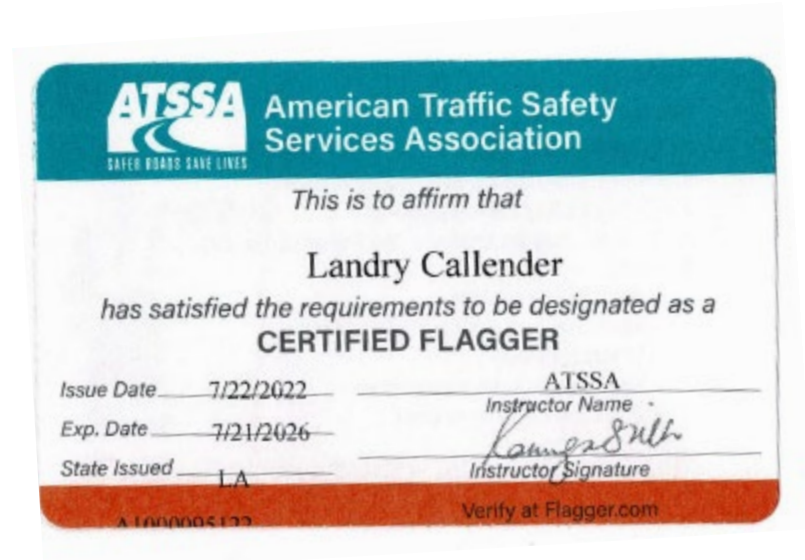 ATSSA
SAFER ROADS SAVE LINES
American Traffic Safety
Services Association
This is to affirm that
Landry Callender
has satisfied the requirements to be designated as a
CERTIFIED FLAGGER
Issue Date 7/22/2022
Exp. Date 7/21/2026
State Issued LA
ATSSA
Instructor Name
Instructor Signature
Verify at Flagger.com